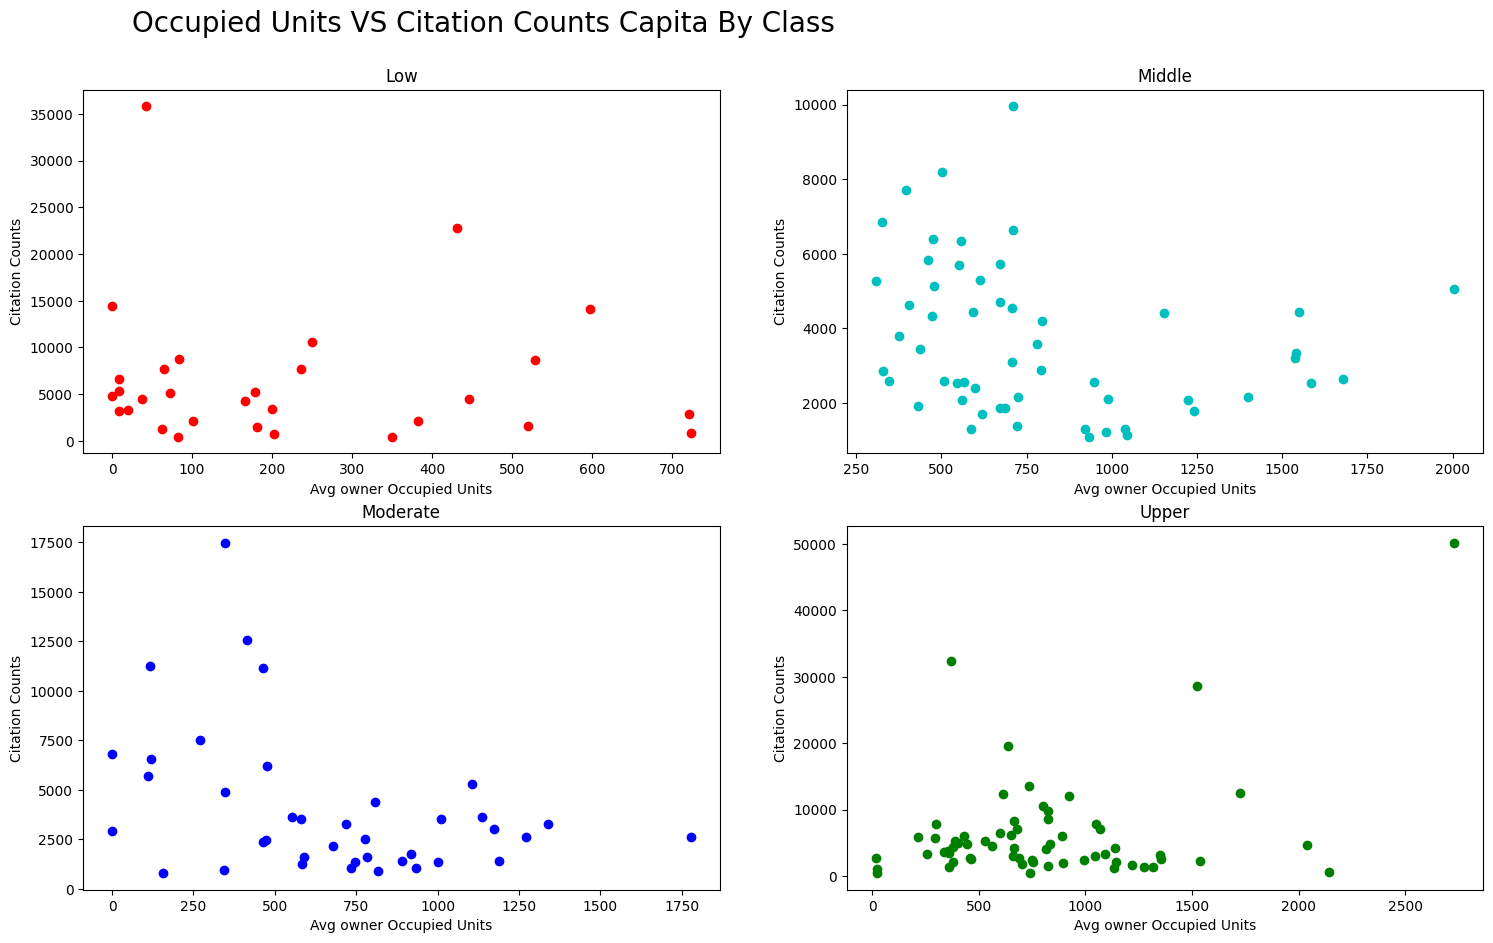 Occupied Units VS Citation Counts Capita By Class
Low
35000
30000
25000
20000
15000
10000
5000
0
Citation Counts
0 100 200 300 400 500 600 700
Avg owner Occupied Units
Middle
10000
8000
6000
4000
2000
Citation Counts
250 500 750 1000 1250 1500 1750 2000
Avg owner Occupied Units
Moderate
17500
15000
12500
10000
7500
5000
2500
0
Citation Counts
0 250 500 750 1000 1250 1500 1750
Avg owner Occupied Units
Upper
50000
40000
30000
20000
10000
0
Citation Counts
0 500 1000 1500 2000 2500
Avg owner Occupied Units